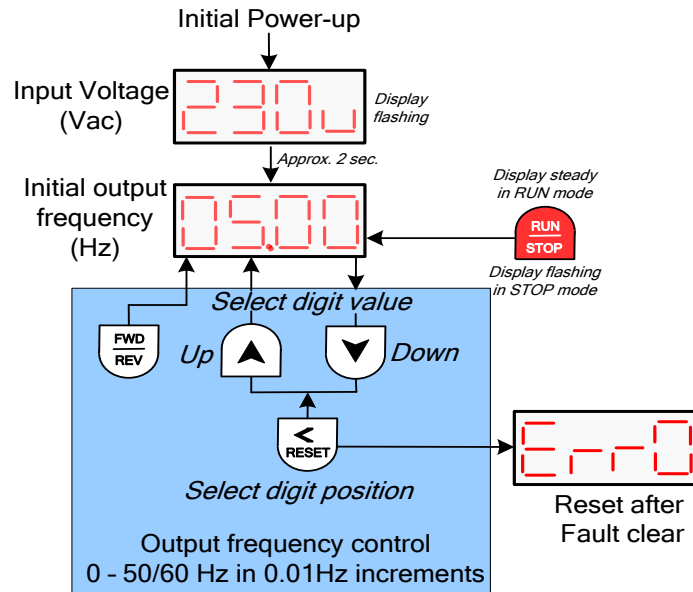 Initial Power-up
Input Voltage
(Vac)
230u
Display
flashing
Approx. 2 sec.
Initial output
frequency
(Hz)
05.00
Display steady
in RUN mode
RUN
STOP
Display flashing
in STOP mode
Select digit value
FWD
REV
Up
Down
<
RESET
Select digit position
Err0
Reset after
Fault clear
Output frequency control
0 - 50/60 Hz in 0.01Hz increments